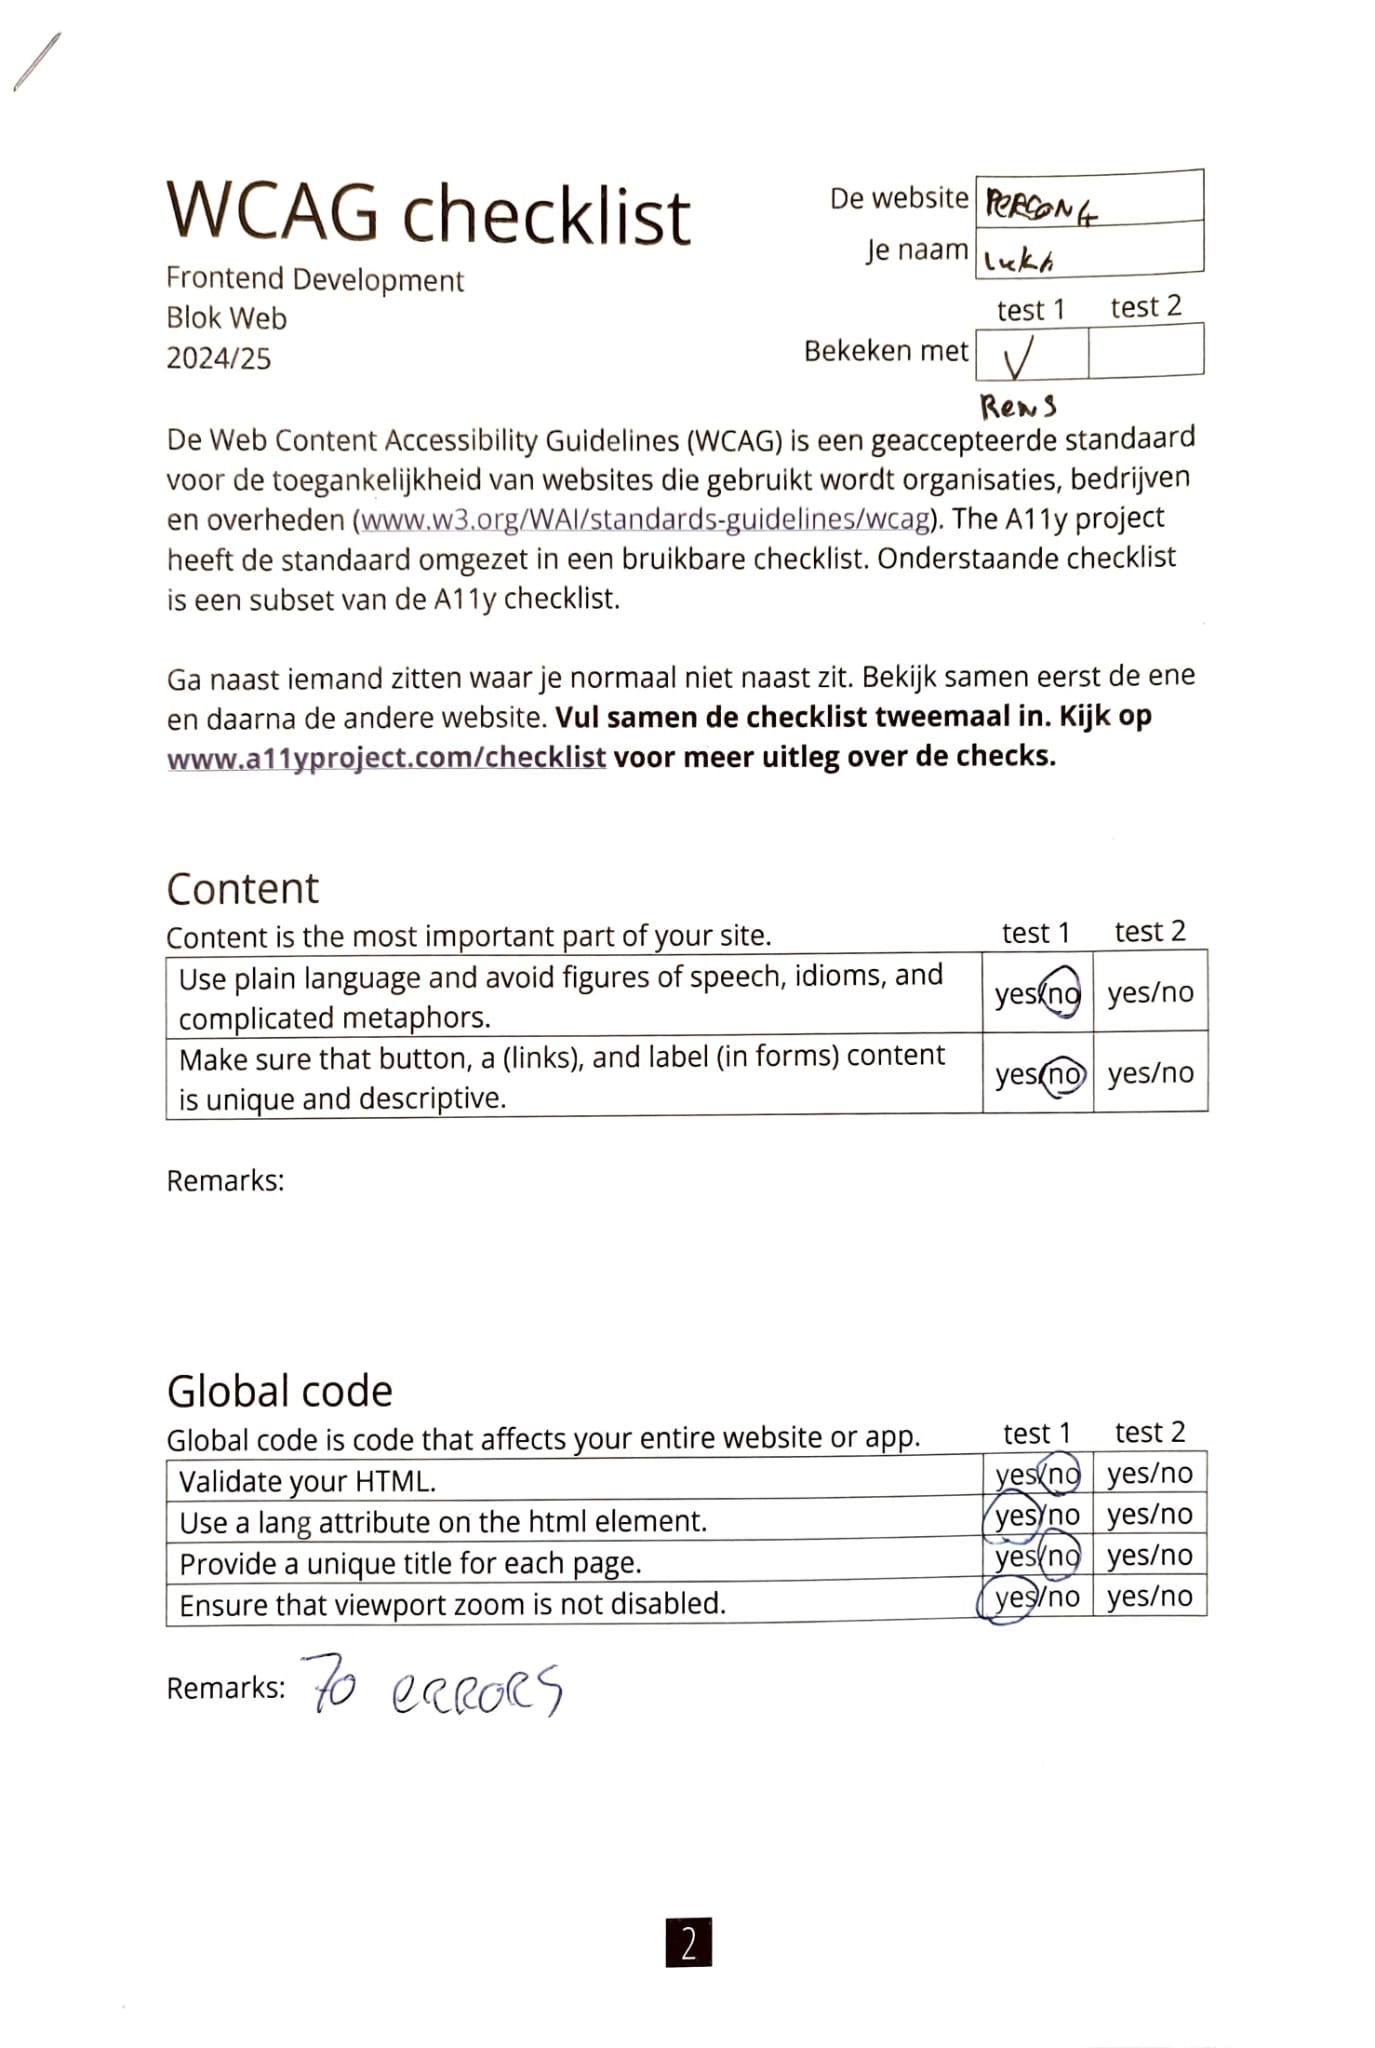 WCAG checklist
Frontend Development
Blok Web
2024/25
De website PERCONA
Je naam luka
test 1 test 2
Bekeken met ✓
Rens
De Web Content Accessibility Guidelines (WCAG) is een geaccepteerde standaard
voor de toegankelijkheid van websites die gebruikt wordt organisaties, bedrijven
en overheden (www.w3.org/WAI/standards-guidelines/wcag). The A11y project
heeft de standaard omgezet in een bruikbare checklist. Onderstaande checklist
is een subset van de A11y checklist.
Ga naast iemand zitten waar je normaal niet naast zit. Bekijk samen eerst de ene
en daarna de andere website. Vul samen de checklist tweemaal in. Kijk op
www.a11yproject.com/checklist voor meer uitleg over de checks.
Content
Content is the most important part of your site. test 1 test 2
Use plain language and avoid figures of speech, idioms, and
complicated metaphors. yes/no yes/no
Make sure that button, a (links), and label (in forms) content
is unique and descriptive. yes/no yes/no
Remarks:
Global code
Global code is code that affects your entire website or app. test 1 test 2
Validate your HTML. yes/no yes/no
Use a lang attribute on the html element. yes/no yes/no
Provide a unique title for each page. yes/no yes/no
Ensure that viewport zoom is not disabled. yes/no yes/no
Remarks: 70 ERRORS
2